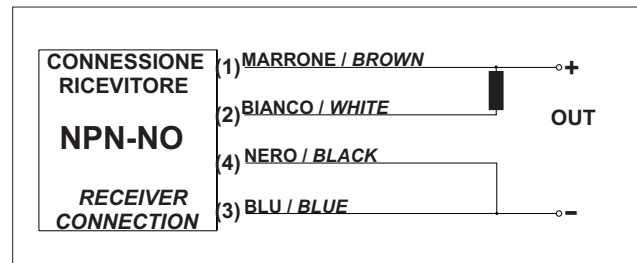 CONNESSIONE
RICEVITORE
NPN-NO
RECEIVER
CONNECTION
(1) MARRONE / BROWN
(2) BIANCO / WHITE
(4) NERO / BLACK
(3) BLU / BLUE
+
OUT
-